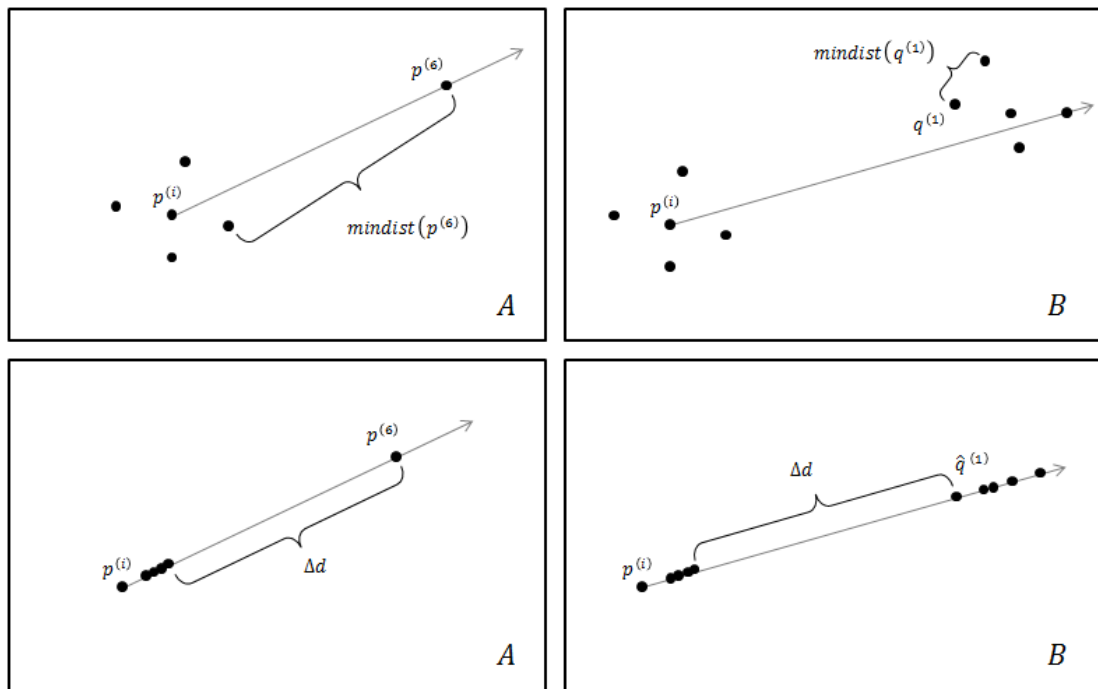 p⁽⁶⁾
p⁽ⁱ⁾
mindist(p⁽⁶⁾)
A
mindist(q⁽¹⁾)
q⁽¹⁾
p⁽ⁱ⁾
B
p⁽⁶⁾
p⁽ⁱ⁾
Δd
A
q̂⁽¹⁾
Δd
p⁽ⁱ⁾
B